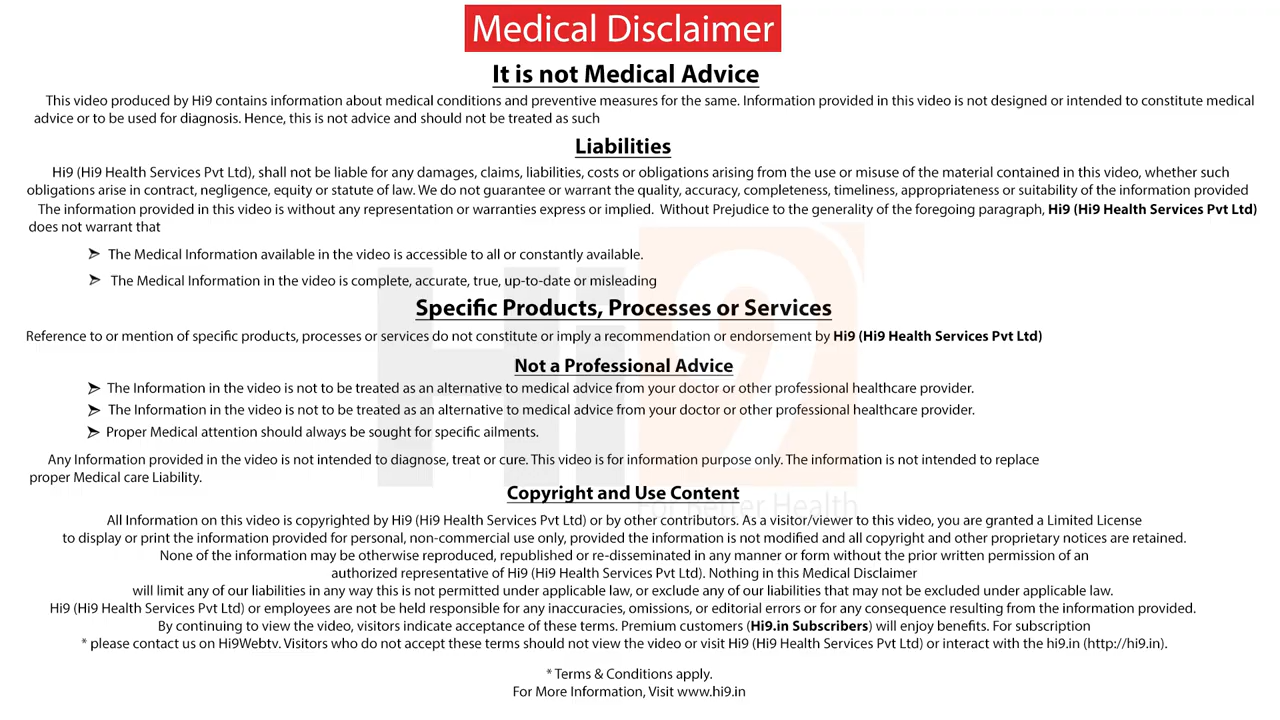 Medical Disclaimer
It is not Medical Advice
This video produced by Hi9 contains information about medical conditions and preventive measures for the same. Information provided in this video is not designed or intended to constitute medical
advice or to be used for diagnosis. Hence, this is not advice and should not be treated as such
Liabilities
Hi9 (Hi9 Health Services Pvt Ltd), shall not be liable for any damages, claims, liabilities, costs or obligations arising from the use or misuse of the material contained in this video, whether such
obligations arise in contract, negligence, equity or statute of law. We do not guarantee or warrant the quality, accuracy, completeness, timeliness, appropriateness or suitability of the information provided
The information provided in this video is without any representation or warranties express or implied. Without Prejudice to the generality of the foregoing paragraph, Hi9 (Hi9 Health Services Pvt Ltd)
does not warrant that
➢ The Medical Information available in the video is accessible to all or constantly available.
➢ The Medical Information in the video is complete, accurate, true, up-to-date or misleading
Specific Products, Processes or Services
Reference to or mention of specific products, processes or services do not constitute or imply a recommendation or endorsement by Hi9 (Hi9 Health Services Pvt Ltd)
Not a Professional Advice
➢ The Information in the video is not to be treated as an alternative to medical advice from your doctor or other professional healthcare provider.
➢ The Information in the video is not to be treated as an alternative to medical advice from your doctor or other professional healthcare provider.
➢ Proper Medical attention should always be sought for specific ailments.
Any Information provided in the video is not intended to diagnose, treat or cure. This video is for information purpose only. The information is not intended to replace
proper Medical care Liability.
Copyright and Use Content
Hi9
For Better Health
All Information on this video is copyrighted by Hi9 (Hi9 Health Services Pvt Ltd) or by other contributors. As a visitor/viewer to this video, you are granted a Limited License
to display or print the information provided for personal, non-commercial use only, provided the information is not modified and all copyright and other proprietary notices are retained.
None of the information may be otherwise reproduced, republished or re-disseminated in any manner or form without the prior written permission of an
authorized representative of Hi9 (Hi9 Health Services Pvt Ltd). Nothing in this Medical Disclaimer
will limit any of our liabilities in any way this is not permitted under applicable law, or exclude any of our liabilities that may not be excluded under applicable law.
Hi9 (Hi9 Health Services Pvt Ltd) or employees are not be held responsible for any inaccuracies, omissions, or editorial errors or for any consequence resulting from the information provided.
By continuing to view the video, visitors indicate acceptance of these terms. Premium customers (Hi9.in Subscribers) will enjoy benefits. For subscription
* please contact us on Hi9Webtv. Visitors who do not accept these terms should not view the video or visit Hi9 (Hi9 Health Services Pvt Ltd) or interact with the hi9.in (http://hi9.in).
* Terms & Conditions apply.
For More Information, Visit www.hi9.in